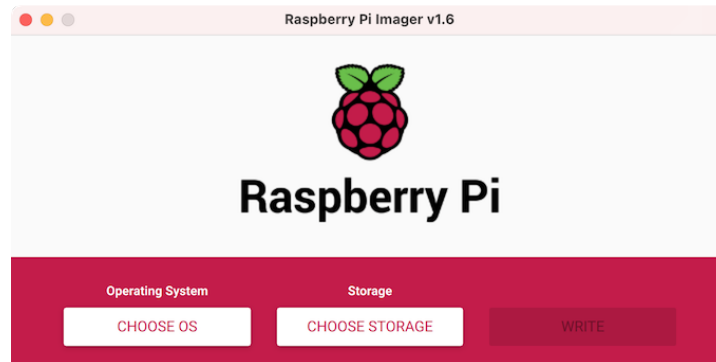 Raspberry Pi Imager v1.6
Raspberry Pi
Operating System
Storage
CHOOSE OS
CHOOSE STORAGE
WRITE